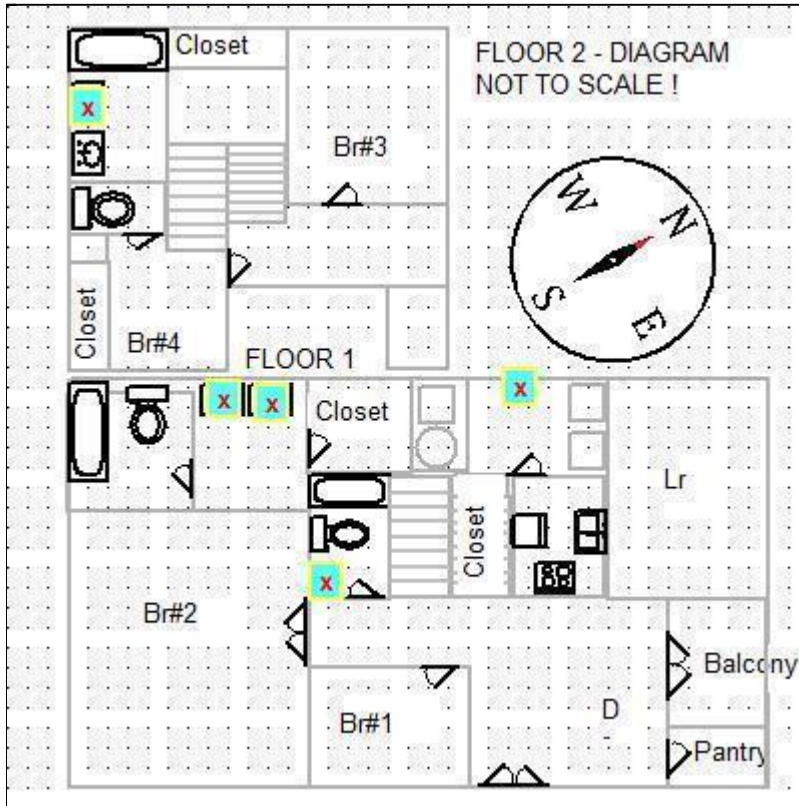 Closet
FLOOR 2 - DIAGRAM
NOT TO SCALE !
X
Br#3
W
N
S
E
Closet
Br#4
FLOOR 1
X
X
X
Closet
Lr
Closet
X
Br#2
Balcony
Br#1
D
Pantry